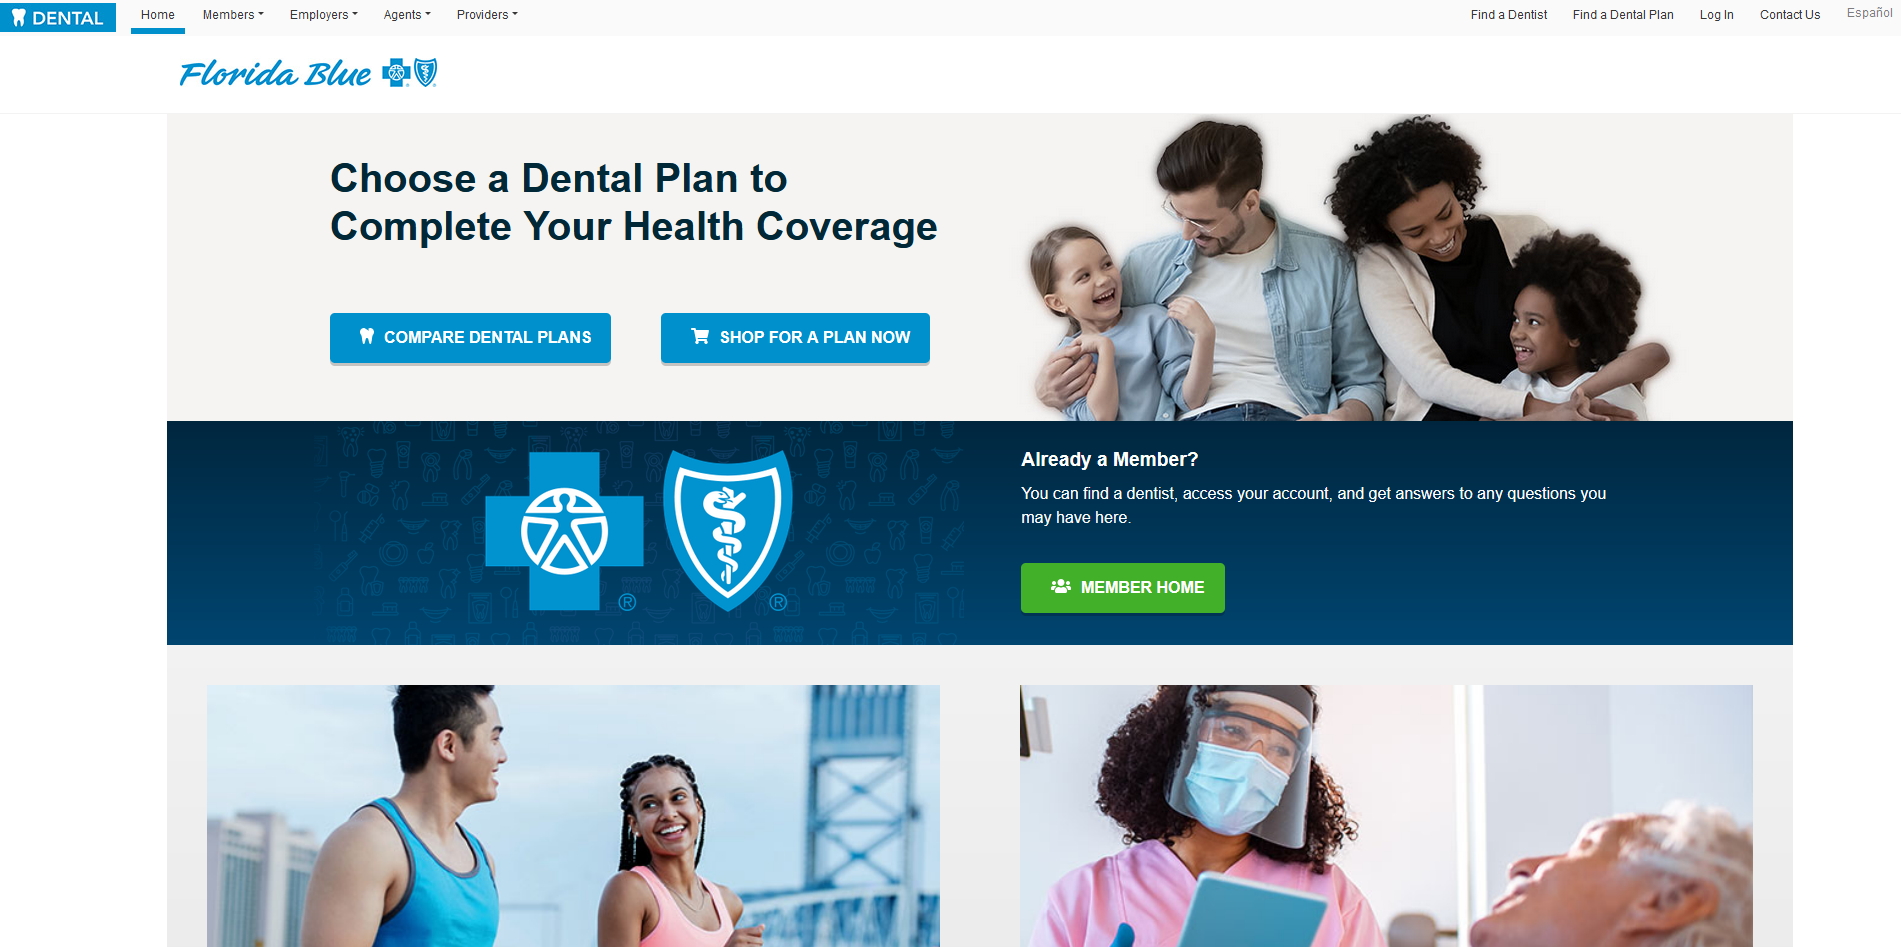 DENTAL
Home Members Employers Agents Providers
Find a Dentist Find a Dental Plan Log In Contact Us Español
Florida Blue
Choose a Dental Plan to
Complete Your Health Coverage
COMPARE DENTAL PLANS
SHOP FOR A PLAN NOW
® ®
Already a Member?
You can find a dentist, access your account, and get answers to any questions you
may have here.
MEMBER HOME